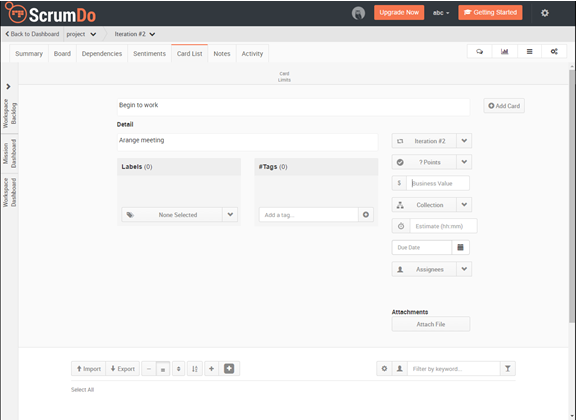 ScrumDo
Upgrade Now
abc
Getting Started
Back to Dashboard
project
Iteration #2
Summary
Board
Dependencies
Sentiments
Card List
Notes
Activity
Card
Limits
Workspace
Backlog
Mission
Dashboard
Workspace
Dashboard
Begin to work
Add Card
Detail
Arange meeting
Iteration #2
? Points
$ Business Value
Collection
Estimate (hh:mm)
Due Date
Assignees
Labels (0)
#Tags (0)
None Selected
Add a tag...
Attachments
Attach File
Import
Export
Filter by keyword...
Select All